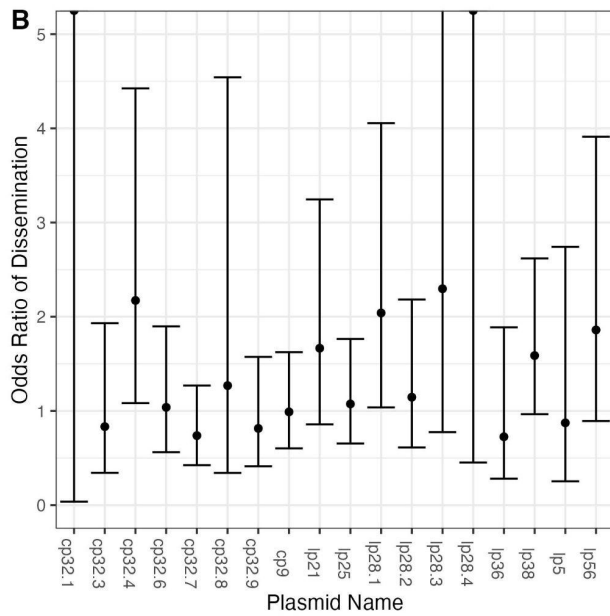 B
Odds Ratio of Dissemination
5
4
3
2
1
0
cp32.1
cp32.3
cp32.4
cp32.6
cp32.7
cp32.8
cp32.9
cp9
lp21
lp25
lp28.1
lp28.2
lp28.3
lp28.4
lp36
lp38
lp5
lp56
Plasmid Name